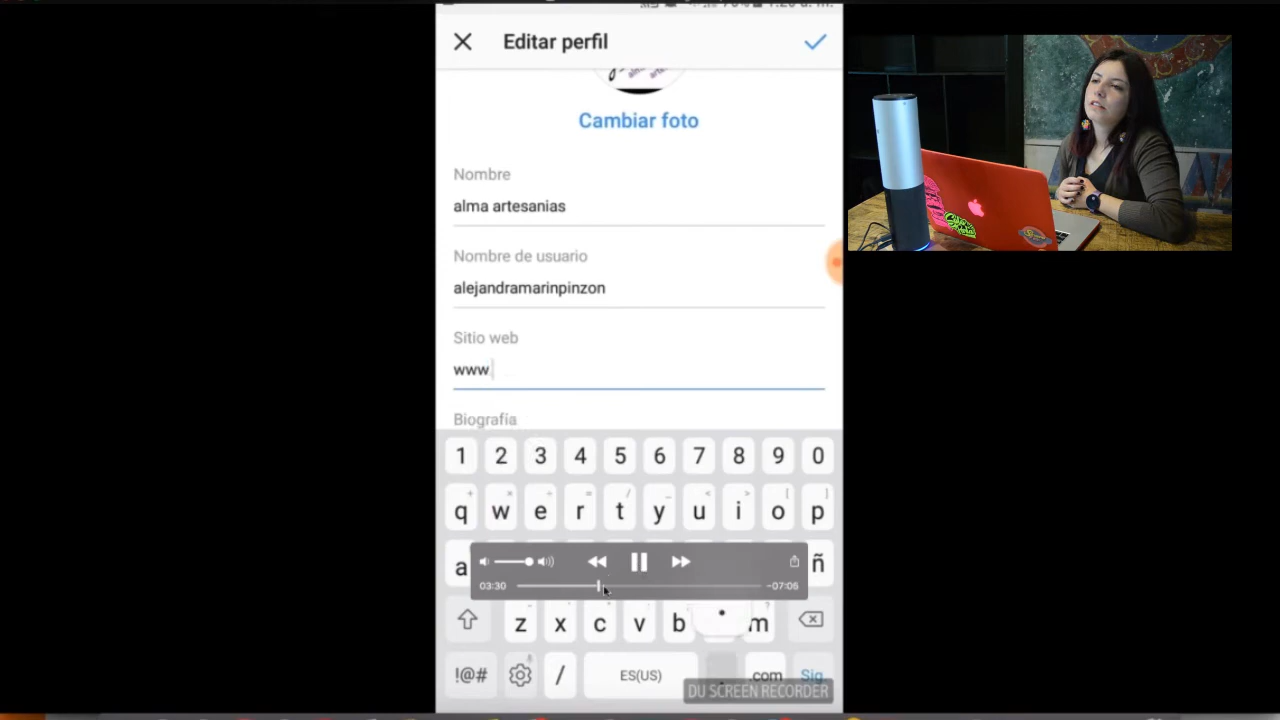 Editar perfil
Cambiar foto
Nombre
alma artesanias
Nombre de usuario
alejandramarinpinzon
Sitio web
www
Biografía
1 2 3 4 5 6 7 8 9 0
q w e r t y u i o p
a ñ
03:30 -07:06
z x c v b m
!@# / ES(US) . .com Sig.
DU SCREEN RECORDER